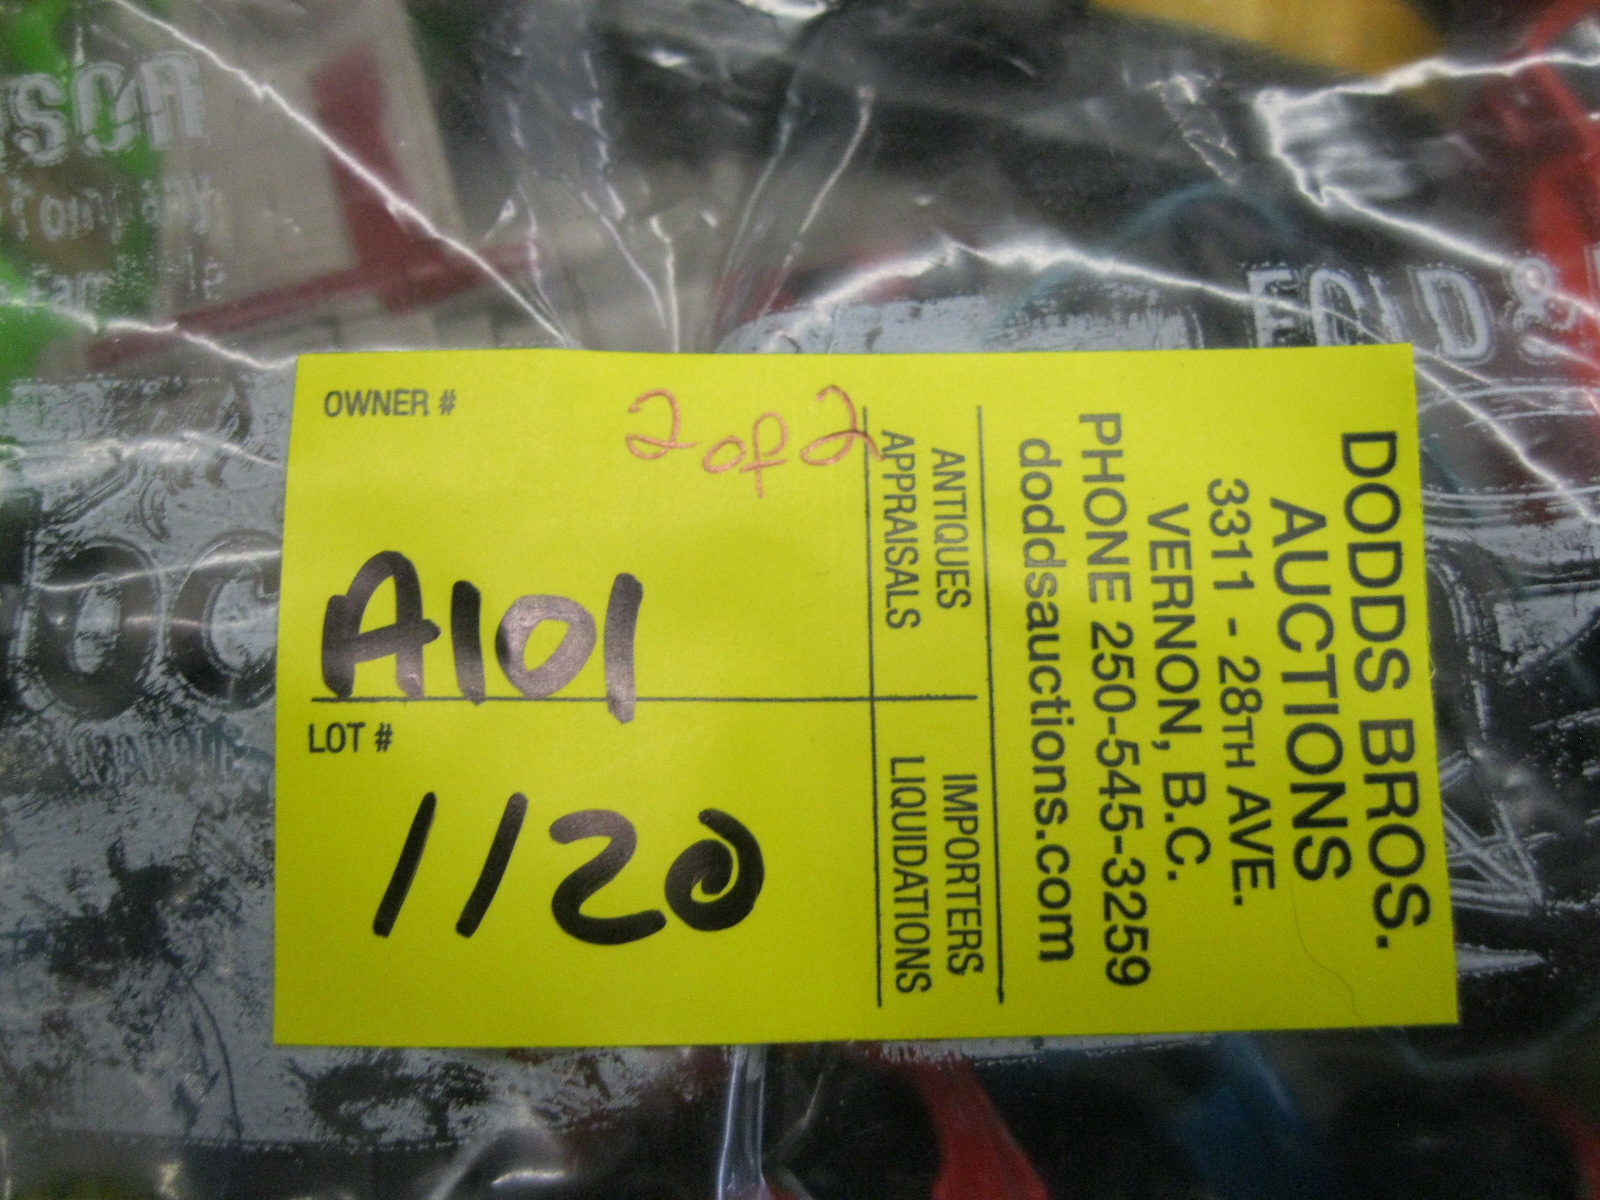 OWNER #
2 of 2
A101
LOT #
1120
DODDS BROS.
AUCTIONS
3311 - 28TH AVE.
VERNON, B.C.
PHONE 250-545-3259
doddsauctions.com
ANTIQUES
APPRAISALS
IMPORTERS
LIQUIDATIONS
FOLD &